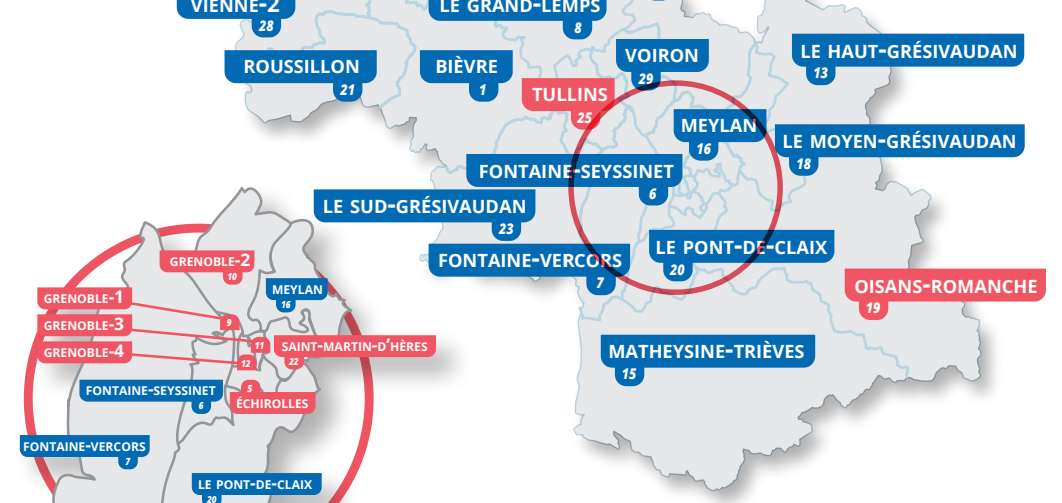 VIENNE-2
28
LE GRAND-LEMPS
8
ROUSSILLON
21
BIÈVRE
1
VOIRON
29
LE HAUT-GRÉSIVAUDAN
13
TULLINS
25
MEYLAN
16
LE MOYEN-GRÉSIVAUDAN
18
FONTAINE-SEYSSINET
6
LE SUD-GRÉSIVAUDAN
23
FONTAINE-VERCORS
7
LE PONT-DE-CLAIX
20
OISANS-ROMANCHE
19
MATHEYSINE-TRIÈVES
15
GRENOBLE-2
10
MEYLAN
16
GRENOBLE-1
9
GRENOBLE-3
11
GRENOBLE-4
12
SAINT-MARTIN-D'HÈRES
22
FONTAINE-SEYSSINET
6
5
ÉCHIROLLES
FONTAINE-VERCORS
7
LE PONT-DE-CLAIX
20